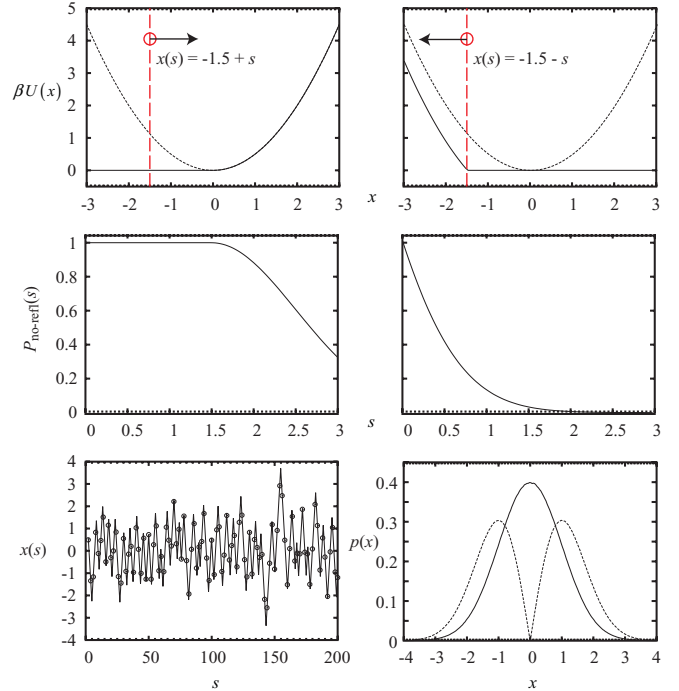 5
4
3
2
1
0
βU(x)
x(s) = -1.5 + s
-3 -2 -1 0 1 2 3
x(s) = -1.5 - s
-3 -2 -1 0 1 2 3
x
1
0.8
0.6
0.4
0.2
0
P no-refl(s)
0 0.5 1 1.5 2 2.5 3
0 0.5 1 1.5 2 2.5 3
s
4
3
2
1
0
-1
-2
-3
-4
x(s)
0 50 100 150 200
s
0.4
0.3
0.2
0.1
0
p(x)
-4 -3 -2 -1 0 1 2 3 4
x